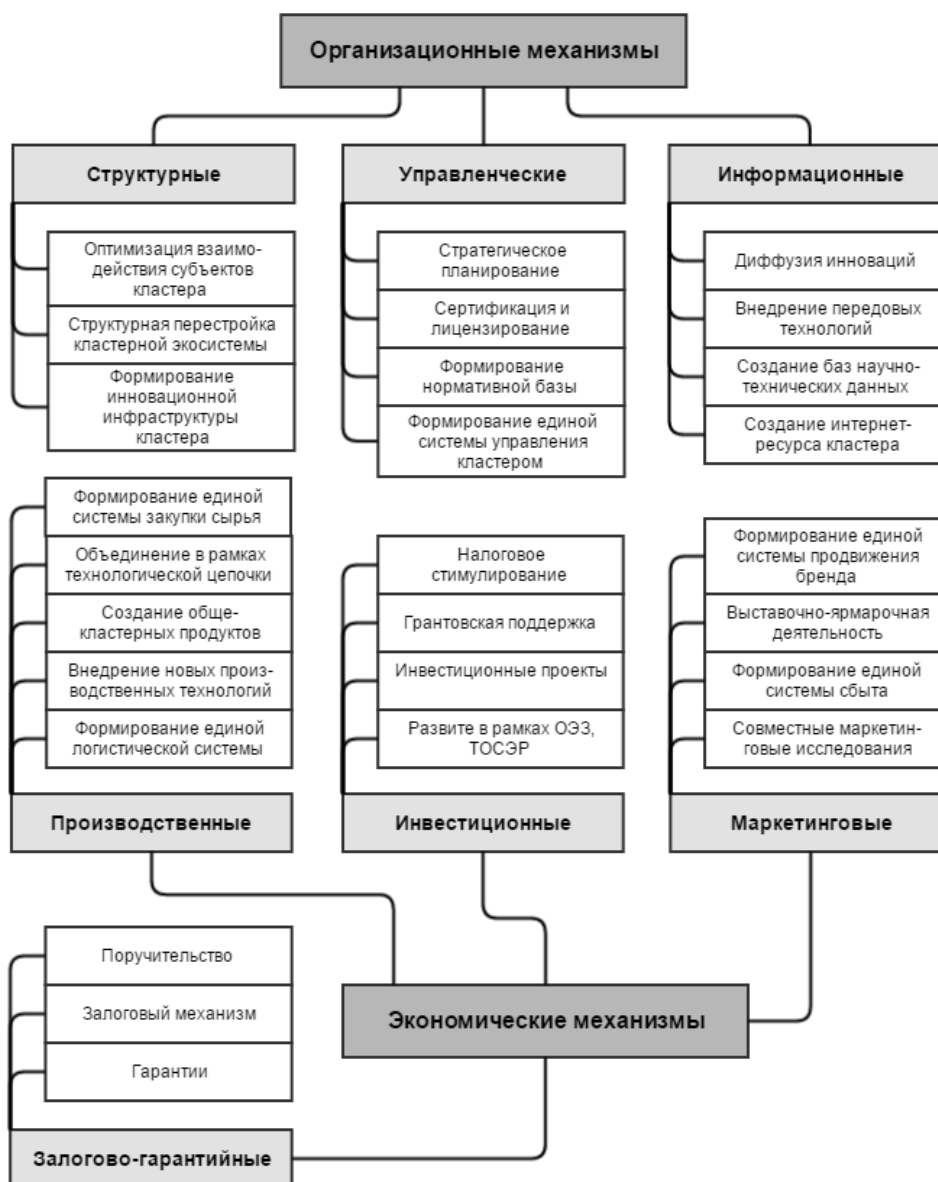 Организационные механизмы
Структурные
Оптимизация взаимо-
действия субъектов
кластера
Структурная перестройка
кластерной экосистемы
Формирование
инновационной
инфраструктуры
кластера
Управленческие
Стратегическое
планирование
Сертификация и
лицензирование
Формирование
нормативной базы
Формирование единой
системы управления
кластером
Информационные
Диффузия инноваций
Внедрение передовых
технологий
Создание баз научно-
технических данных
Создание интернет-
ресурса кластера
Формирование единой
системы закупки сырья
Объединение в рамках
технологической цепочки
Создание обще-
кластерных продуктов
Внедрение новых произ-
водственных технологий
Формирование единой
логистической системы
Производственные
Налоговое
стимулирование
Грантовская поддержка
Инвестиционные проекты
Развите в рамках ОЭЗ,
ТОСЭР
Инвестиционные
Формирование единой
системы продвижения
бренда
Выставочно-ярмарочная
деятельность
Формирование единой
системы сбыта
Совместные маркетин-
говые исследования
Маркетинговые
Поручительство
Залоговый механизм
Гарантии
Залогово-гарантийные
Экономические механизмы